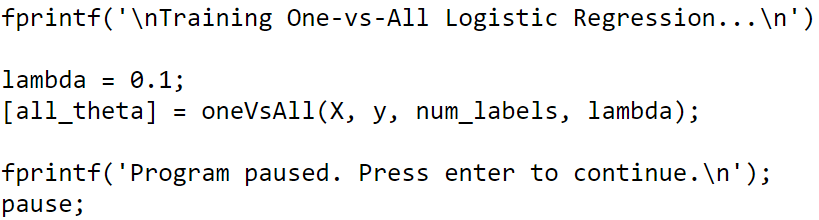 fprintf('\nTraining One-vs-All Logistic Regression...\n')
lambda = 0.1;
[all_theta] = oneVsAll(X, y, num_labels, lambda);
fprintf('Program paused. Press enter to continue.\n');
pause;